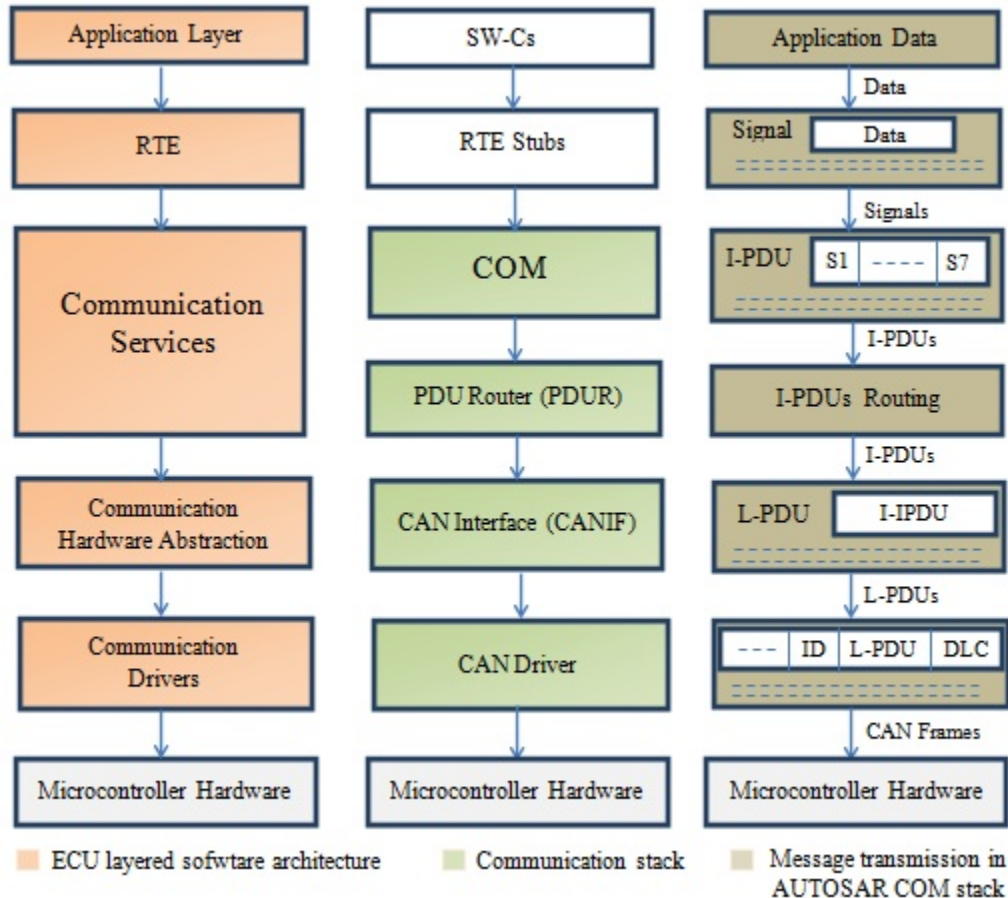 Application Layer
RTE
Communication
Services
Communication
Hardware Abstraction
Communication
Drivers
Microcontroller Hardware
SW-Cs
RTE Stubs
COM
PDU Router (PDUR)
CAN Interface (CANIF)
CAN Driver
Microcontroller Hardware
Application Data
Data
Signal Data
Signals
I-PDU S1 ---- S7
I-PDUs
I-PDUs Routing
I-PDUs
L-PDU I-IPDU
L-PDUs
--- ID L-PDU DLC
CAN Frames
Microcontroller Hardware
ECU layered sofwtare architecture
Communication stack
Message transmission in
AUTOSAR COM stack